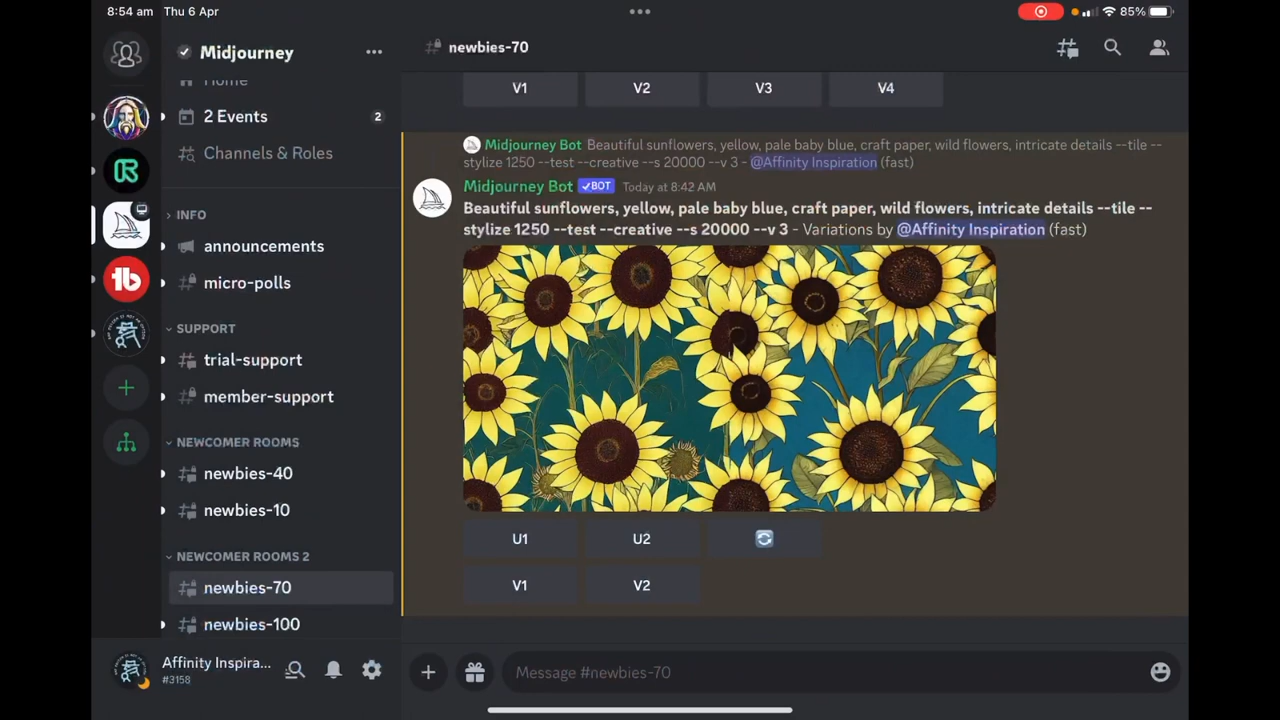 8:54 am Thu 6 Apr
85%
Midjourney
Home
2 Events 2
Channels & Roles
INFO
announcements
micro-polls
SUPPORT
trial-support
member-support
NEWCOMER ROOMS
newbies-40
newbies-10
NEWCOMER ROOMS 2
newbies-70
newbies-100
Affinity Inspira...
#3158
newbies-70
V1 V2 V3 V4
Midjourney Bot Beautiful sunflowers, yellow, pale baby blue, craft paper, wild flowers, intricate details --tile --
stylize 1250 --test --creative --s 20000 --v 3 - @Affinity Inspiration (fast)
Midjourney Bot BOT Today at 8:42 AM
Beautiful sunflowers, yellow, pale baby blue, craft paper, wild flowers, intricate details --tile --
stylize 1250 --test --creative --s 20000 --v 3 - Variations by @Affinity Inspiration (fast)
U1 U2
V1 V2
Message #newbies-70